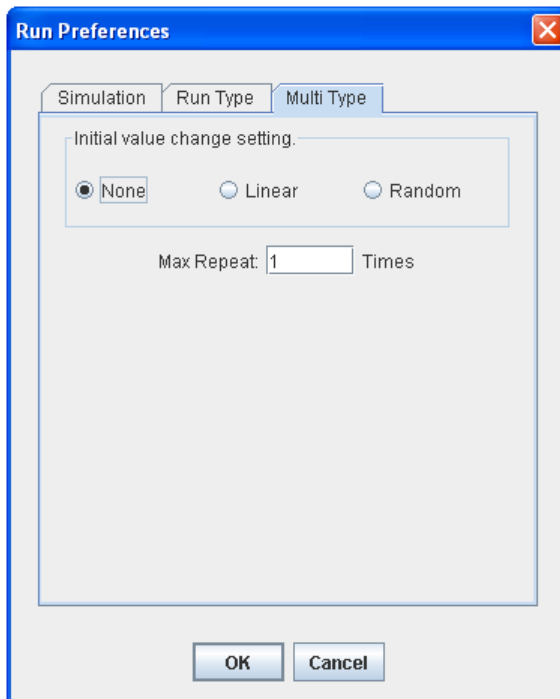 Run Preferences
Simulation Run Type Multi Type
Initial value change setting.
None Linear Random
Max Repeat: 1 Times
OK Cancel